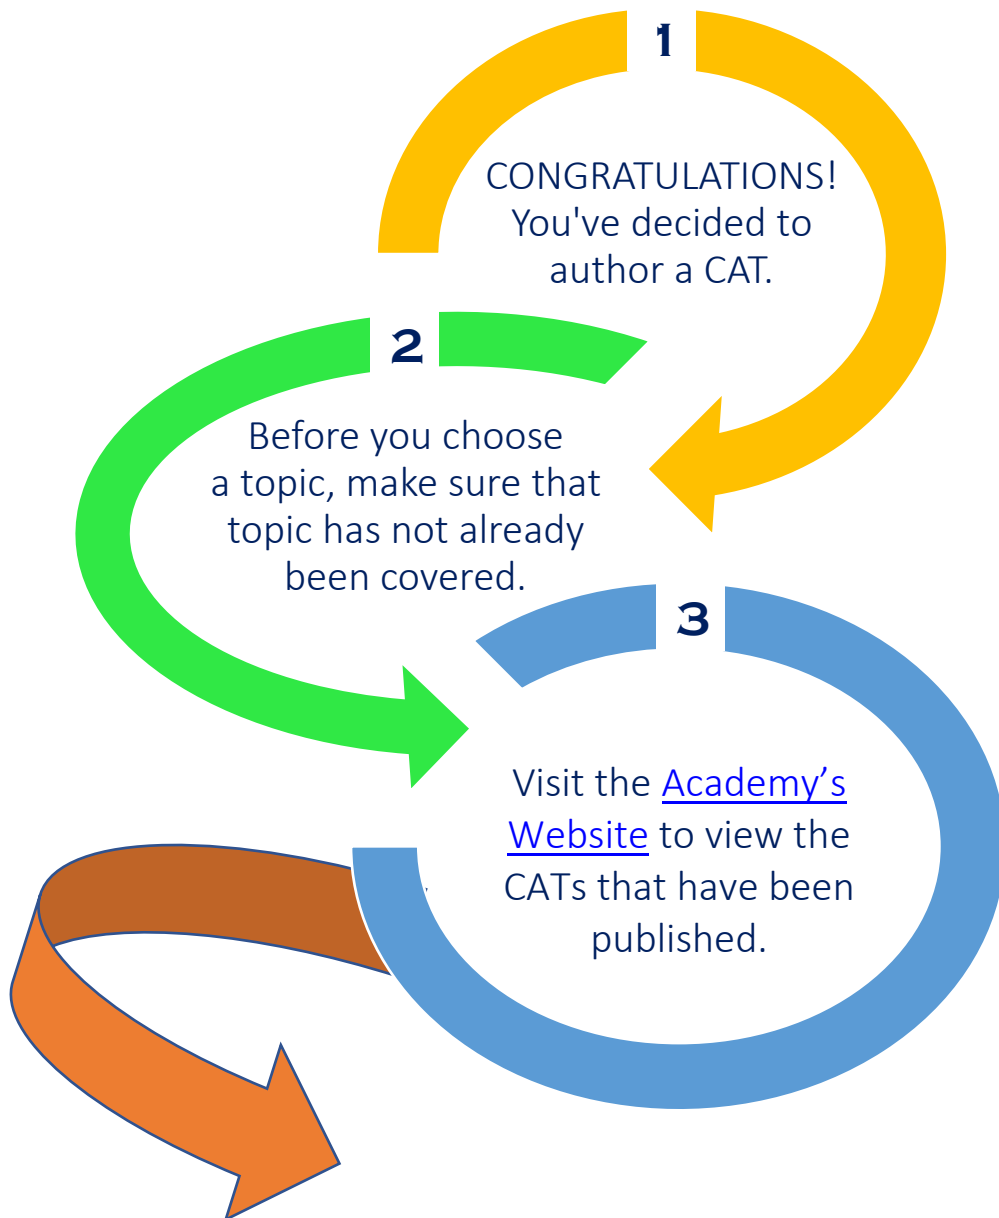 1
CONGRATULATIONS!
You've decided to
author a CAT.
2
Before you choose
a topic, make sure that
topic has not already
been covered.
3
Visit the Academy’s
Website to view the
CATs that have been
published.